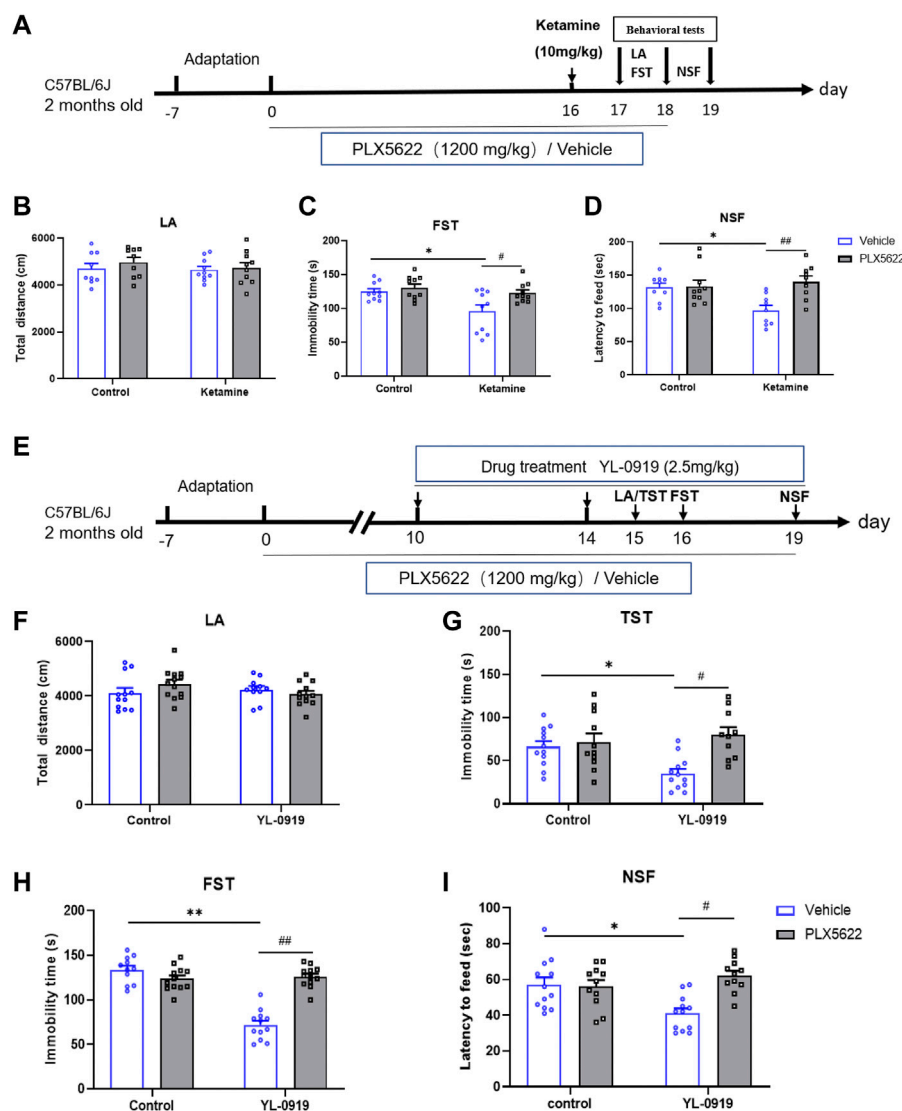 A
Ketamine
(10mg/kg)
Behavioral tests
Adaptation
LA
FST
NSF
C57BL/6J
2 months old
day
-7
0
16
17
18
19
PLX5622 (1200 mg/kg) / Vehicle
B
LA
Total distance (cm)
6000
4000
2000
0
Control
Ketamine
C
FST
Immobility time (s)
200
150
100
50
0
*
#
Control
Ketamine
D
NSF
Latency to feed (sec)
200
150
100
50
0
*
##
Control
Ketamine
Vehicle
PLX5622
E
Drug treatment YL-0919 (2.5mg/kg)
Adaptation
LA/TST FST
NSF
C57BL/6J
2 months old
day
-7
0
10
14
15
16
19
PLX5622 (1200 mg/kg) / Vehicle
F
LA
Total distance (cm)
6000
4000
2000
0
Control
YL-0919
G
TST
Immobility time (s)
200
150
100
50
0
*
#
Control
YL-0919
H
FST
Immobility time (s)
200
150
100
50
0
**
##
Control
YL-0919
I
NSF
Latency to feed (sec)
100
80
60
40
20
0
*
#
control
YL-0919
Vehicle
PLX5622